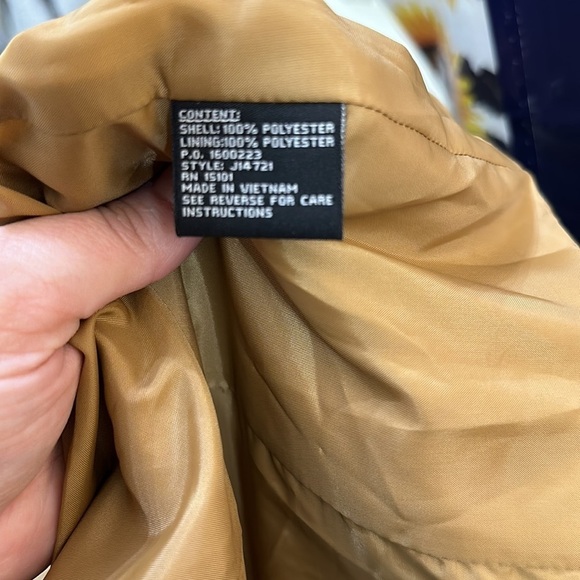 CONTENT:
SHELL: 100% POLYESTER
LINING:100% POLYESTER
P.O. 1600223
STYLE: J14721
RN 15101
MADE IN VIETNAM
SEE REVERSE FOR CARE
INSTRUCTIONS